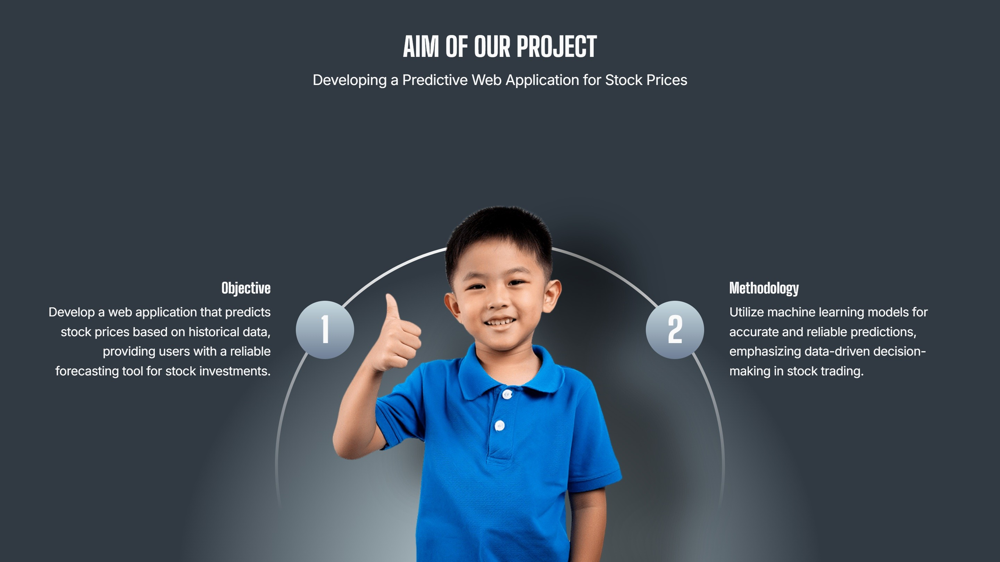 AIM OF OUR PROJECT
Developing a Predictive Web Application for Stock Prices
Objective
Develop a web application that predicts
stock prices based on historical data,
providing users with a reliable
forecasting tool for stock investments.
1
2
Methodology
Utilize machine learning models for
accurate and reliable predictions,
emphasizing data-driven decision-
making in stock trading.